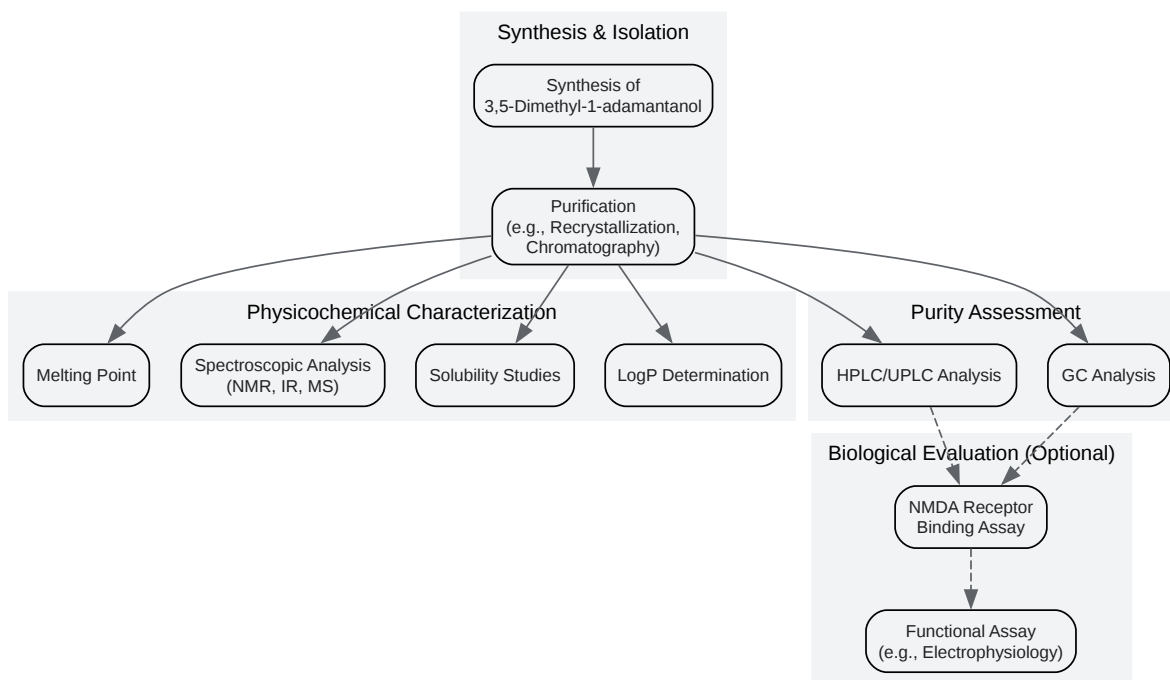 Synthesis & Isolation
Synthesis of
3,5-Dimethyl-1-adamantanol
Purification
(e.g., Recrystallization,
Chromatography)
Physicochemical Characterization
Melting Point
Spectroscopic Analysis
(NMR, IR, MS)
Solubility Studies
LogP Determination
Purity Assessment
HPLC/UPLC Analysis
GC Analysis
Biological Evaluation (Optional)
NMDA Receptor
Binding Assay
Functional Assay
(e.g., Electrophysiology)